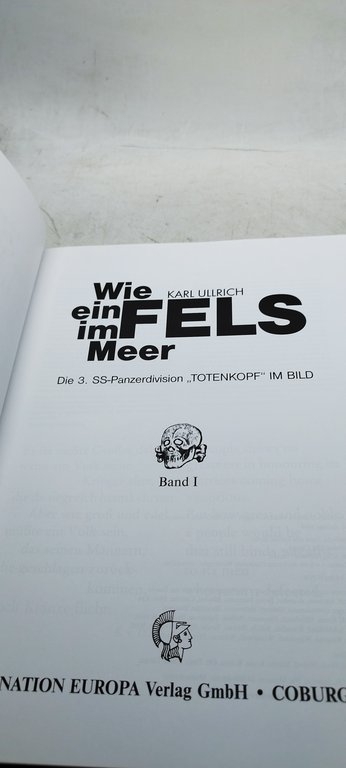 Wie
KARL ULLRICH
ein
im FELS
Meer
Die 3. SS-Panzerdivision „TOTENKOPF" IM BILD
Band I
NATION EUROPA Verlag GmbH • COBURG